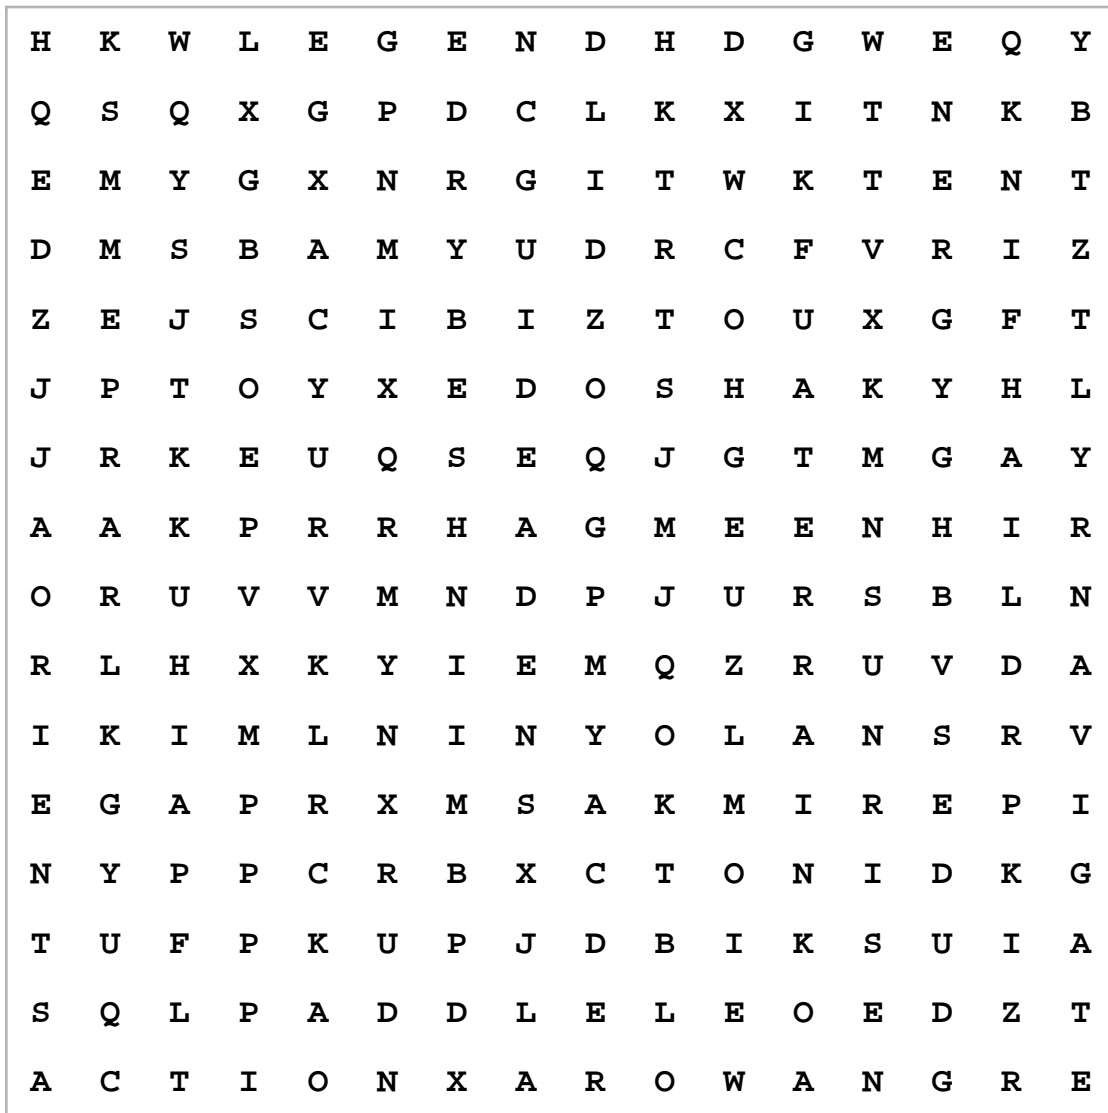 H K W L E G E N D H D G W E Q Y
Q S Q X G P D C L K X I T N K B
E M Y G X N R G I T W K T E N T
D M S B A M Y U D R C F V R I Z
Z E J S C I B I Z T O U X G F T
J P T O Y X E D O S H A K Y H L
J R K E U Q S E Q J G T M G A Y
A A K P R R H A G M E E N H I R
O R U V V M N D P J U R S B L N
R L H X K Y I E M Q Z R U V D A
I K I M L N I N Y O L A N S R V
E G A P R X M S A K M I R E P I
N Y P P C R B X C T O N I D K G
T U F P K U P J D B I K S U I A
S Q L P A D D L E L E O E D Z T
A C T I O N X A R O W A N G R E